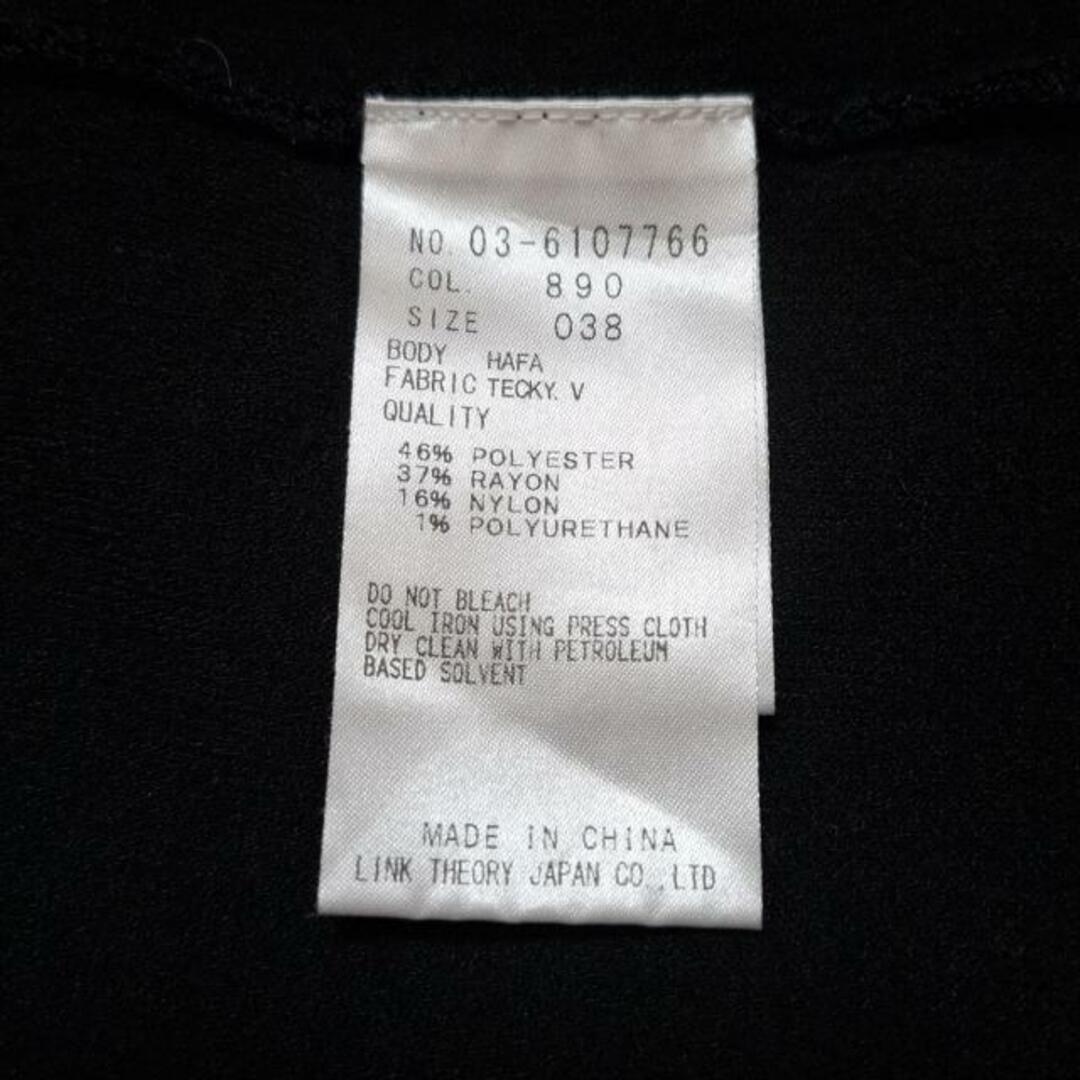 NO. 03-6107766
COL. 890
SIZE 038
BODY HAFA
FABRIC TECKY. V
QUALITY
46% POLYESTER
37% RAYON
16% NYLON
1% POLYURETHANE
DO NOT BLEACH
COOL IRON USING PRESS CLOTH
DRY CLEAN WITH PETROLEUM
BASED SOLVENT
MADE IN CHINA
LINK THEORY JAPAN CO.,LTD